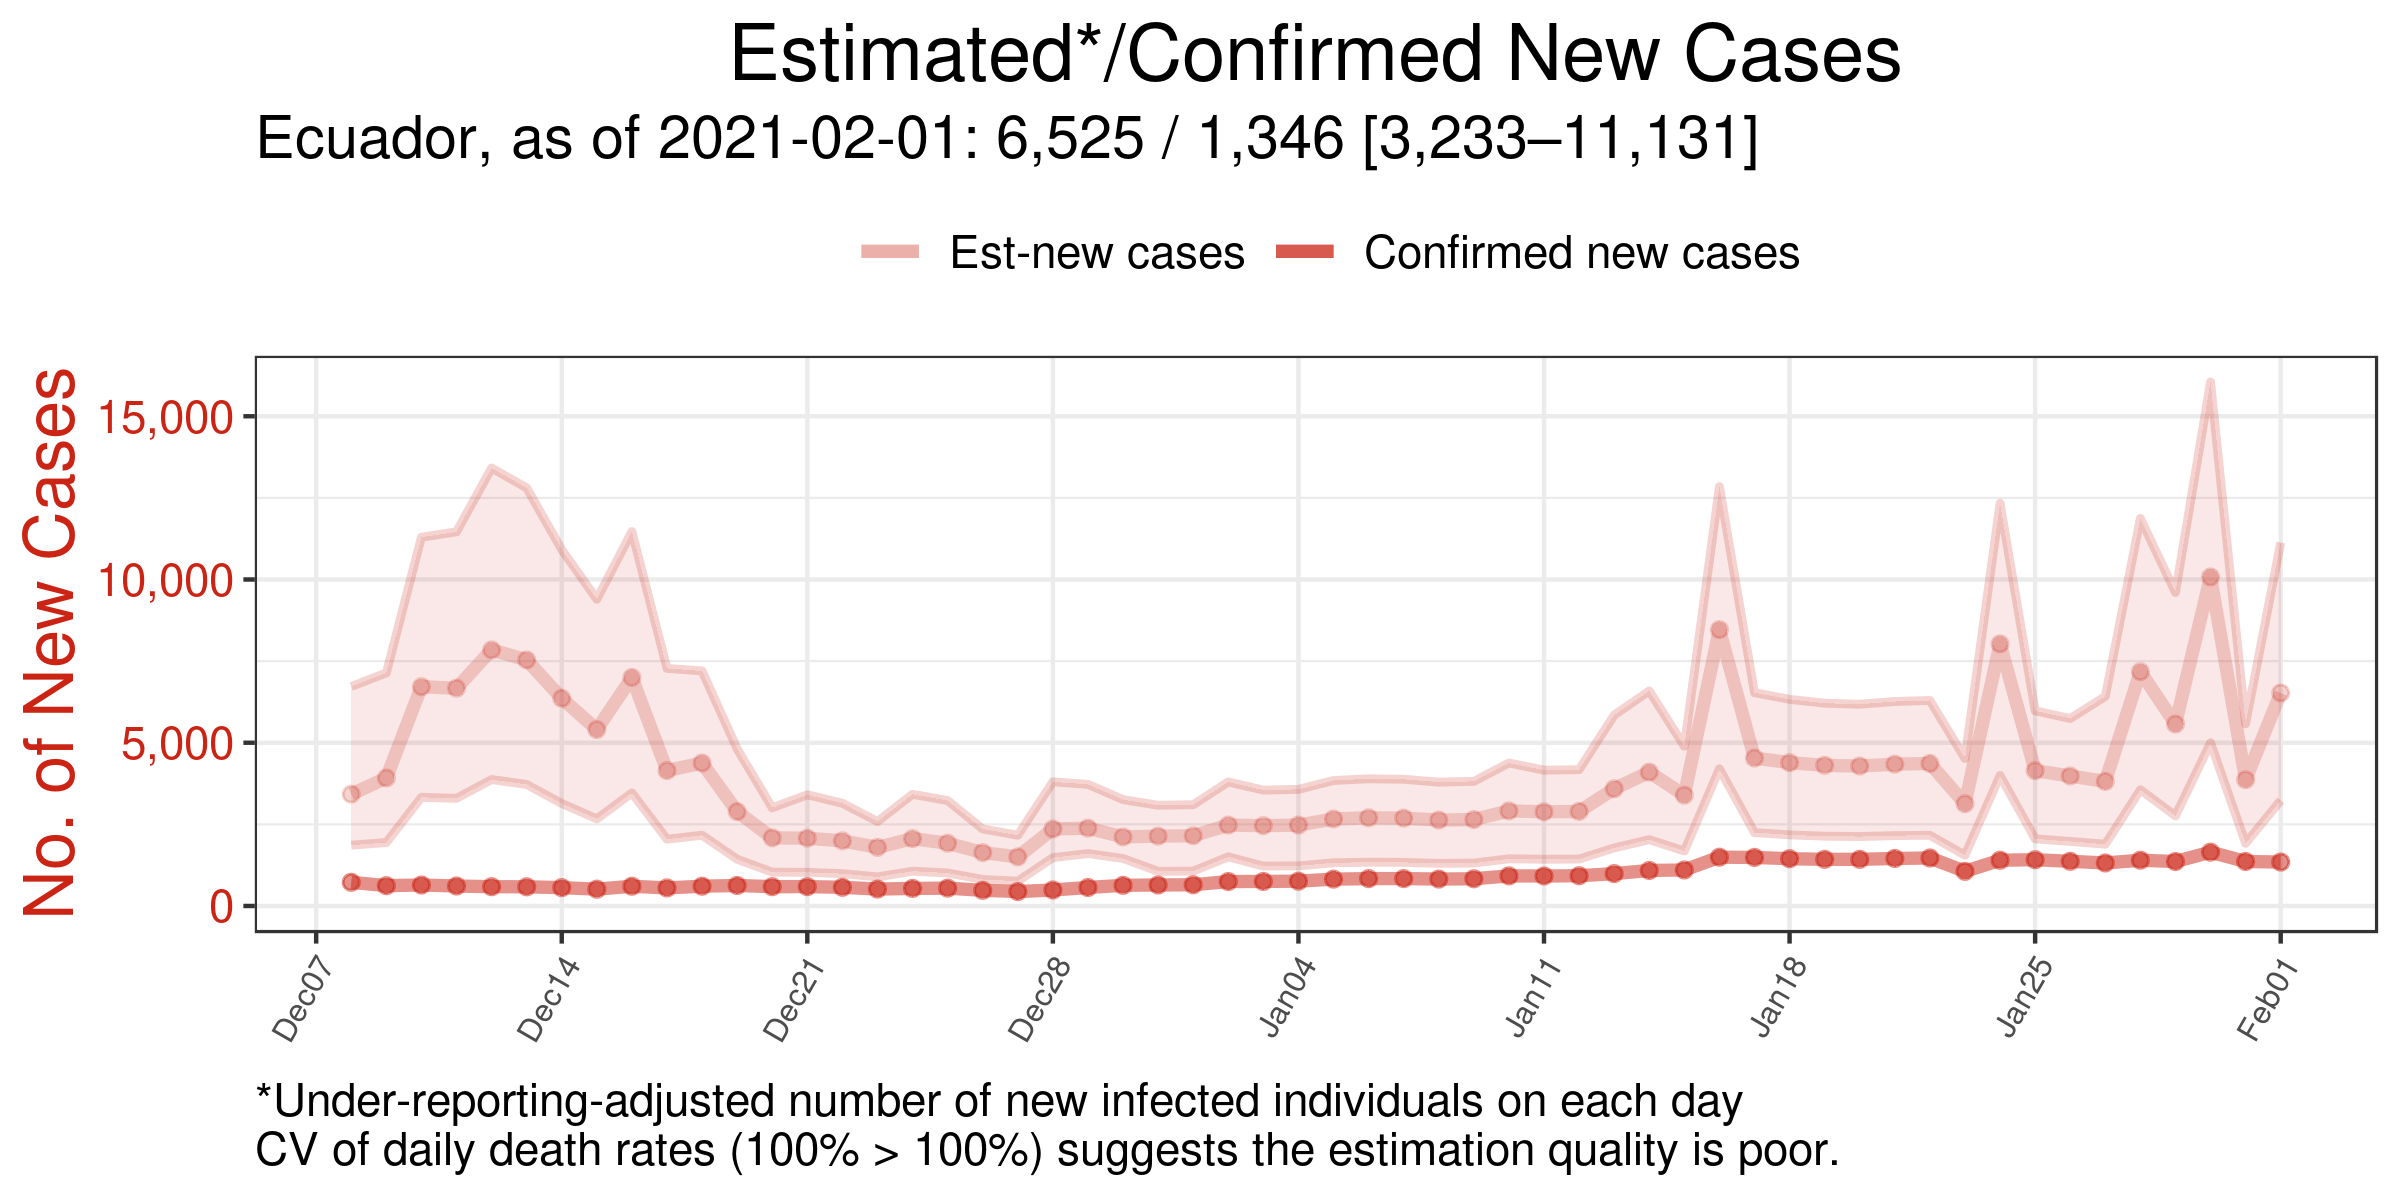 Estimated*/Confirmed New Cases
Ecuador, as of 2021-02-01: 6,525 / 1,346 [3,233–11,131]
Est-new cases
Confirmed new cases
No. of New Cases
15,000
10,000
5,000
0
Dec07
Dec14
Dec21
Dec28
Jan04
Jan11
Jan18
Jan25
Feb01
*Under-reporting-adjusted number of new infected individuals on each day
CV of daily death rates (100% > 100%) suggests the estimation quality is poor.